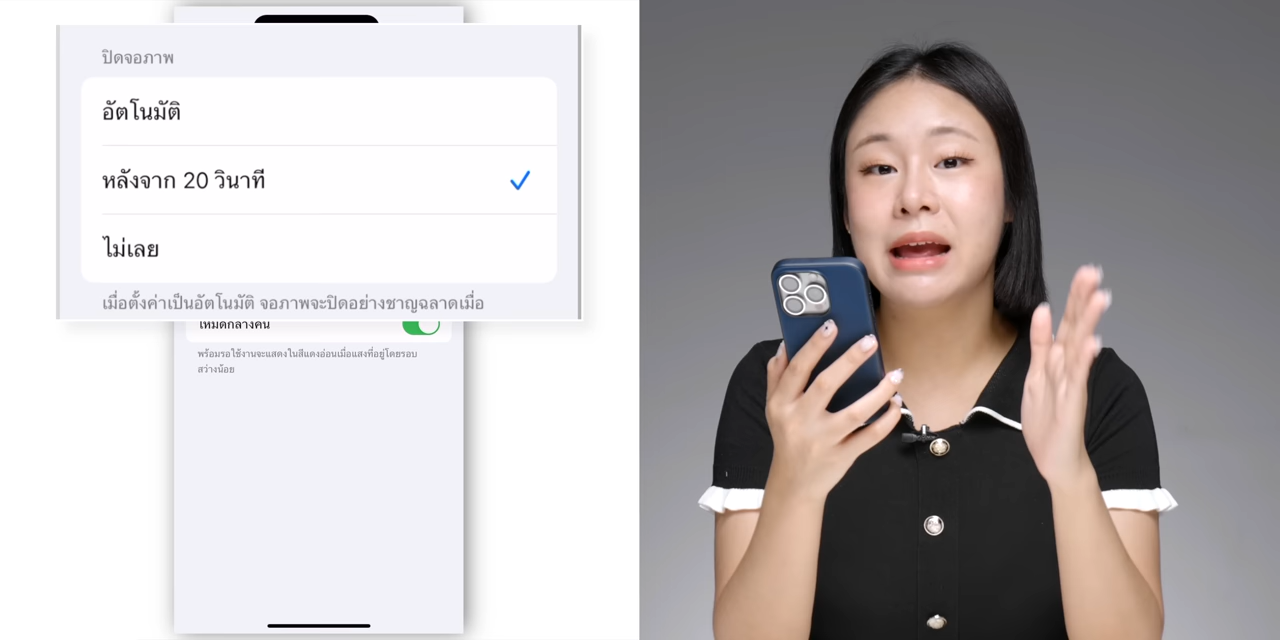 ปิดจอภาพ
อัตโนมัติ
หลังจาก 20 วินาที
ไม่เลย
เมื่อตั้งค่าเป็นอัตโนมัติ จอภาพจะปิดอย่างชาญฉลาดเมื่อ
โหมดกลางคืน
พร้อมรอใช้งานจะแสดงในสีแดงอ่อนเมื่อแสงที่อยู่โดยรอบ
สว่างน้อย